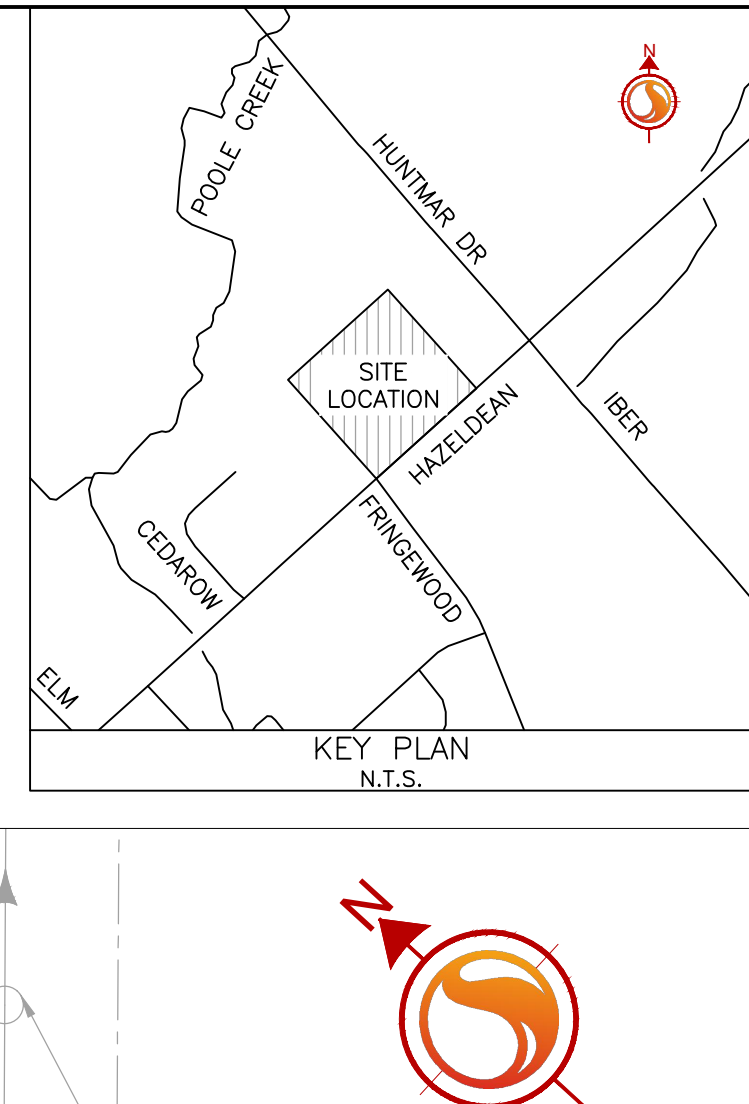 N
POOLE CREEK
HUNTMAR DR
SITE
LOCATION
HAZELDEAN
IBER
FRINGEWOOD
CEDAROW
ELM
KEY PLAN
N.T.S.
N